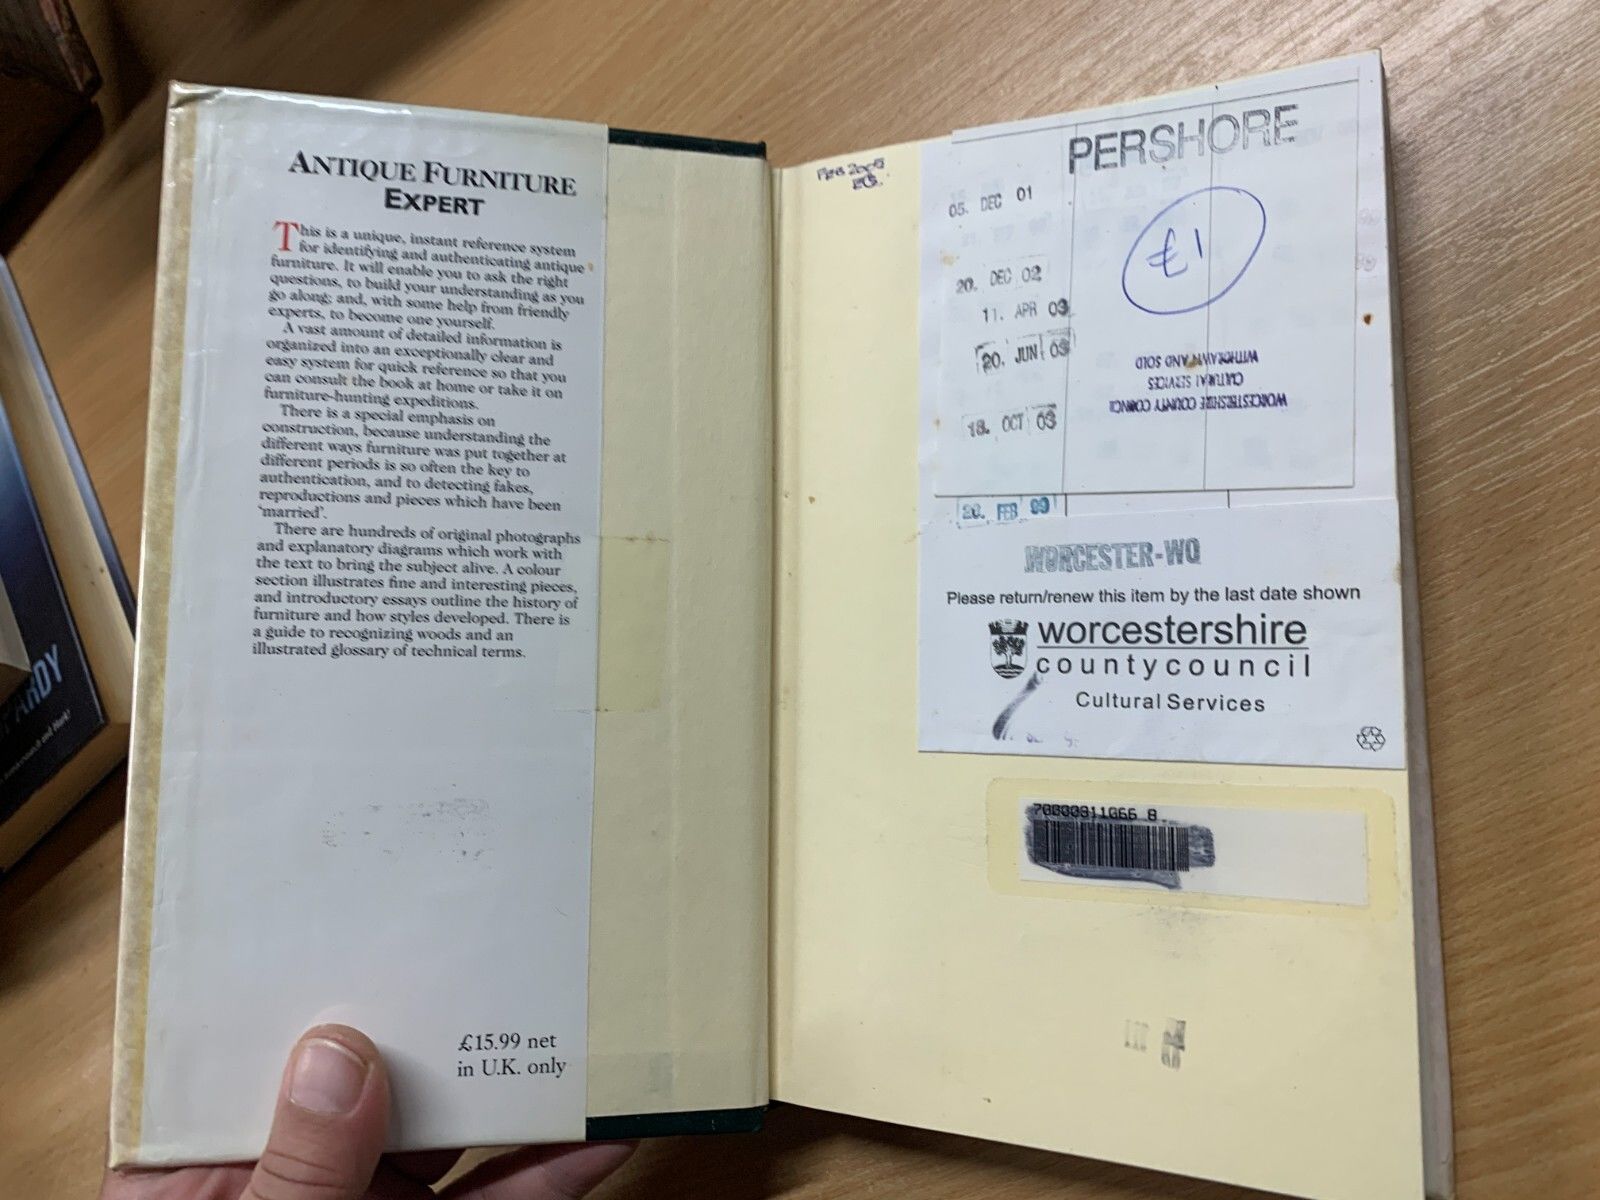 ANTIQUE FURNITURE
EXPERT
This is a unique, instant reference system
for identifying and authenticating antique
furniture. It will enable you to ask the right
questions, to build your understanding as you
go along; and, with some help from friendly
experts, to become one yourself.
A vast amount of detailed information is
organized into an exceptionally clear and
easy system for quick reference so that you
can consult the book at home or take it on
furniture-hunting expeditions.
There is a special emphasis on
construction, because understanding the
different ways furniture was put together at
different periods is so often the key to
authentication, and to detecting fakes,
reproductions and pieces which have been
'married'.
There are hundreds of original photographs
and explanatory diagrams which work with
the text to bring the subject alive. A colour
section illustrates fine and interesting pieces,
and introductory essays outline the history of
furniture and how styles developed. There is
a guide to recognizing woods and an
illustrated glossary of technical terms.
£15.99 net
in U.K. only
PERSHORE
05. DEC 01
£1
20. DEC 02
11. APR 03
20. JUN 03
18. OCT 03
WORCESTERSHIRE COUNTY COUNCIL
CULTURAL SERVICES
WITHDRAWN AND SOLD
20. FEB 99
WORCESTER-WQ
Please return/renew this item by the last date shown
worcestershire
countycouncil
Cultural Services
ARDY